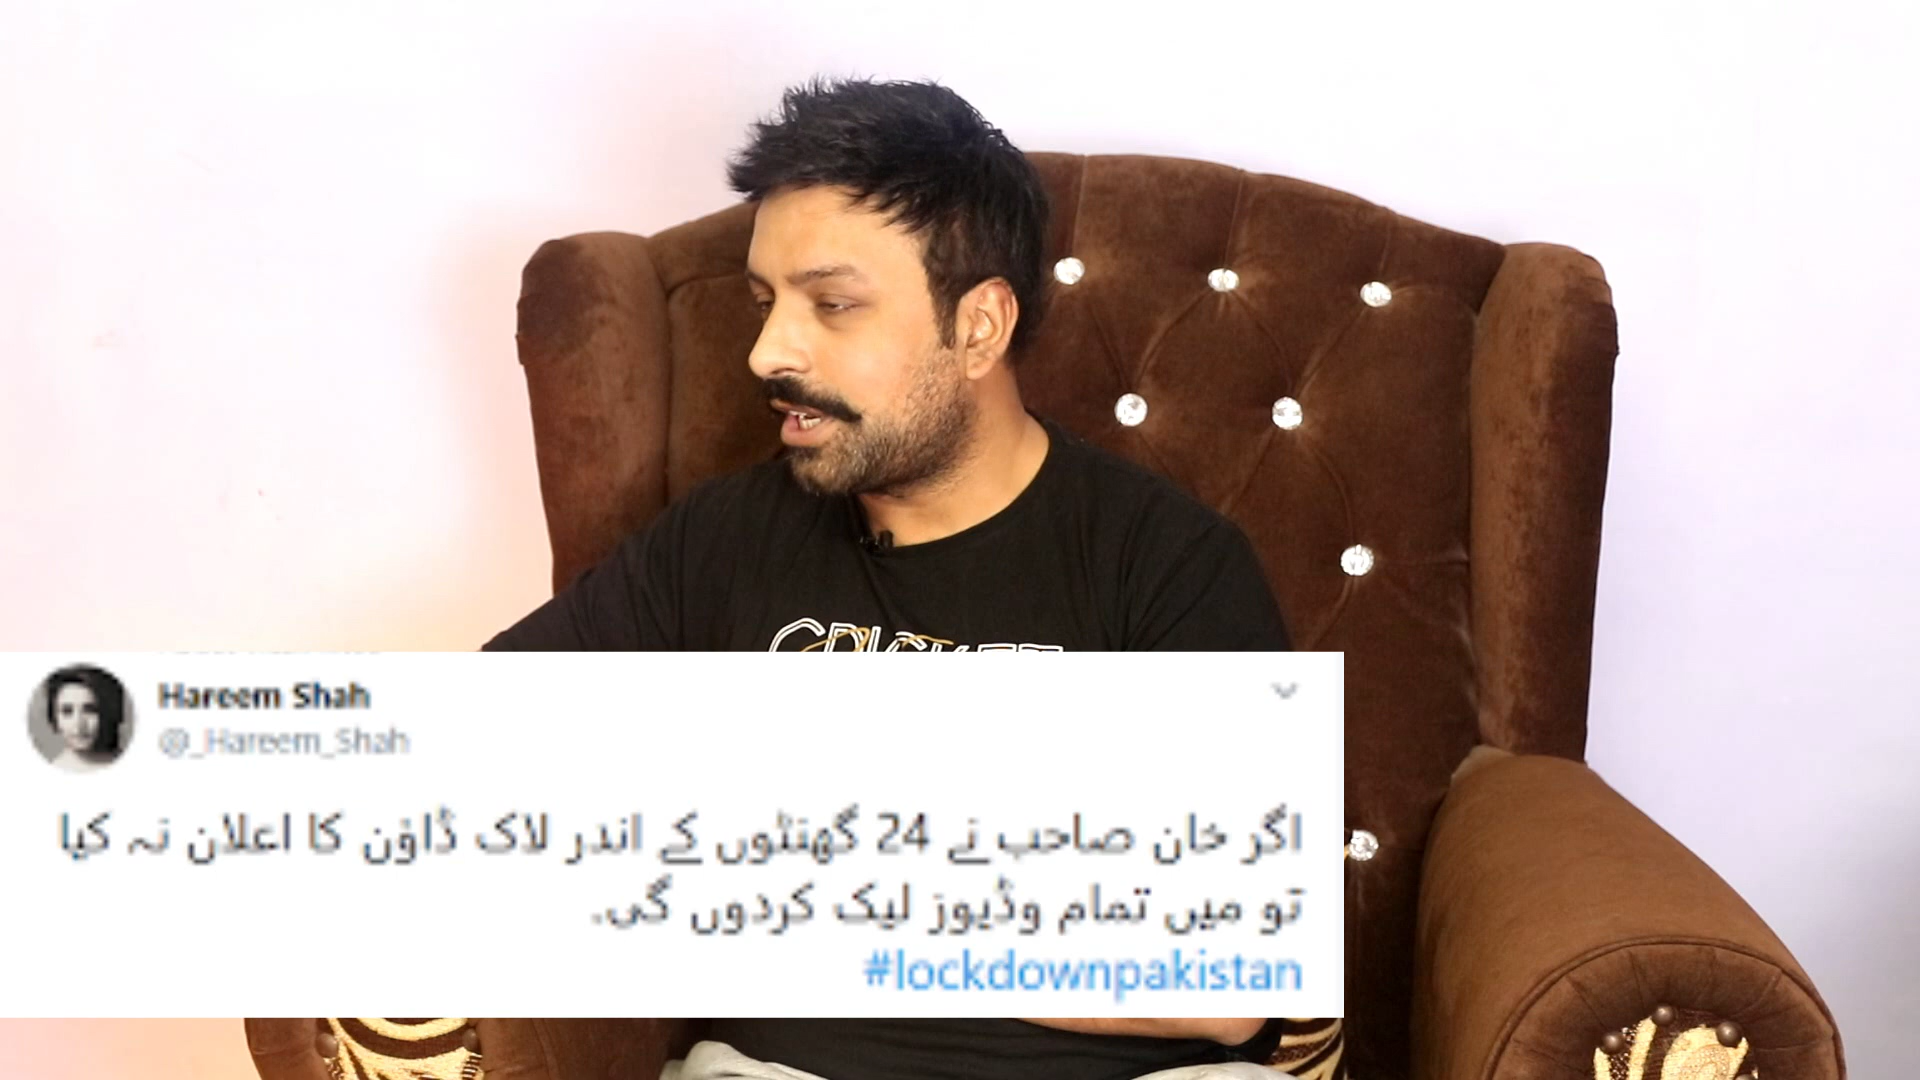 CRICKET
Hareem Shah
@_Hareem_Shah
اگر خان صاحب نے 24 گھنٹوں کے اندر لاک ڈاؤن کا اعلان نہ کیا
تو میں تمام وڈیوز لیک کردوں گی۔
#lockdownpakistan